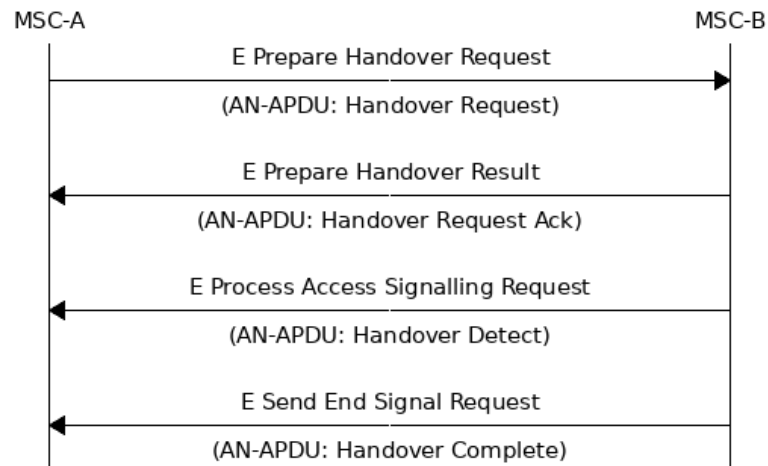 MSC-A MSC-B
E Prepare Handover Request
(AN-APDU: Handover Request)
E Prepare Handover Result
(AN-APDU: Handover Request Ack)
E Process Access Signalling Request
(AN-APDU: Handover Detect)
E Send End Signal Request
(AN-APDU: Handover Complete)